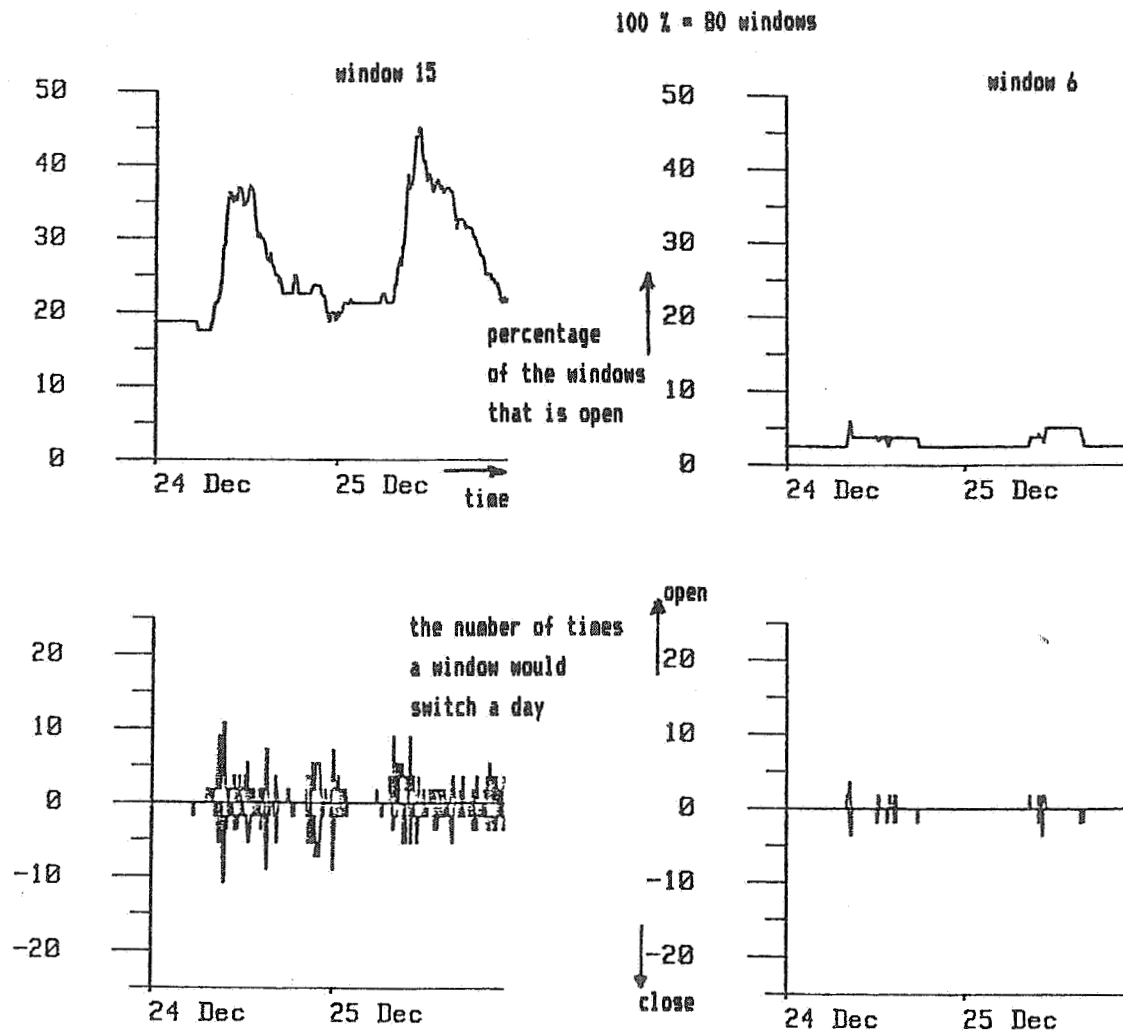 100 % = 80 windows
window 15
window 6
50
40
30
20
10
0
24 Dec
25 Dec
time
percentage
of the windows
that is open
50
40
30
20
10
0
24 Dec
25 Dec
the number of times
a window would
switch a day
20
10
0
-10
-20
24 Dec
25 Dec
open
20
10
0
-10
-20
close
24 Dec
25 Dec